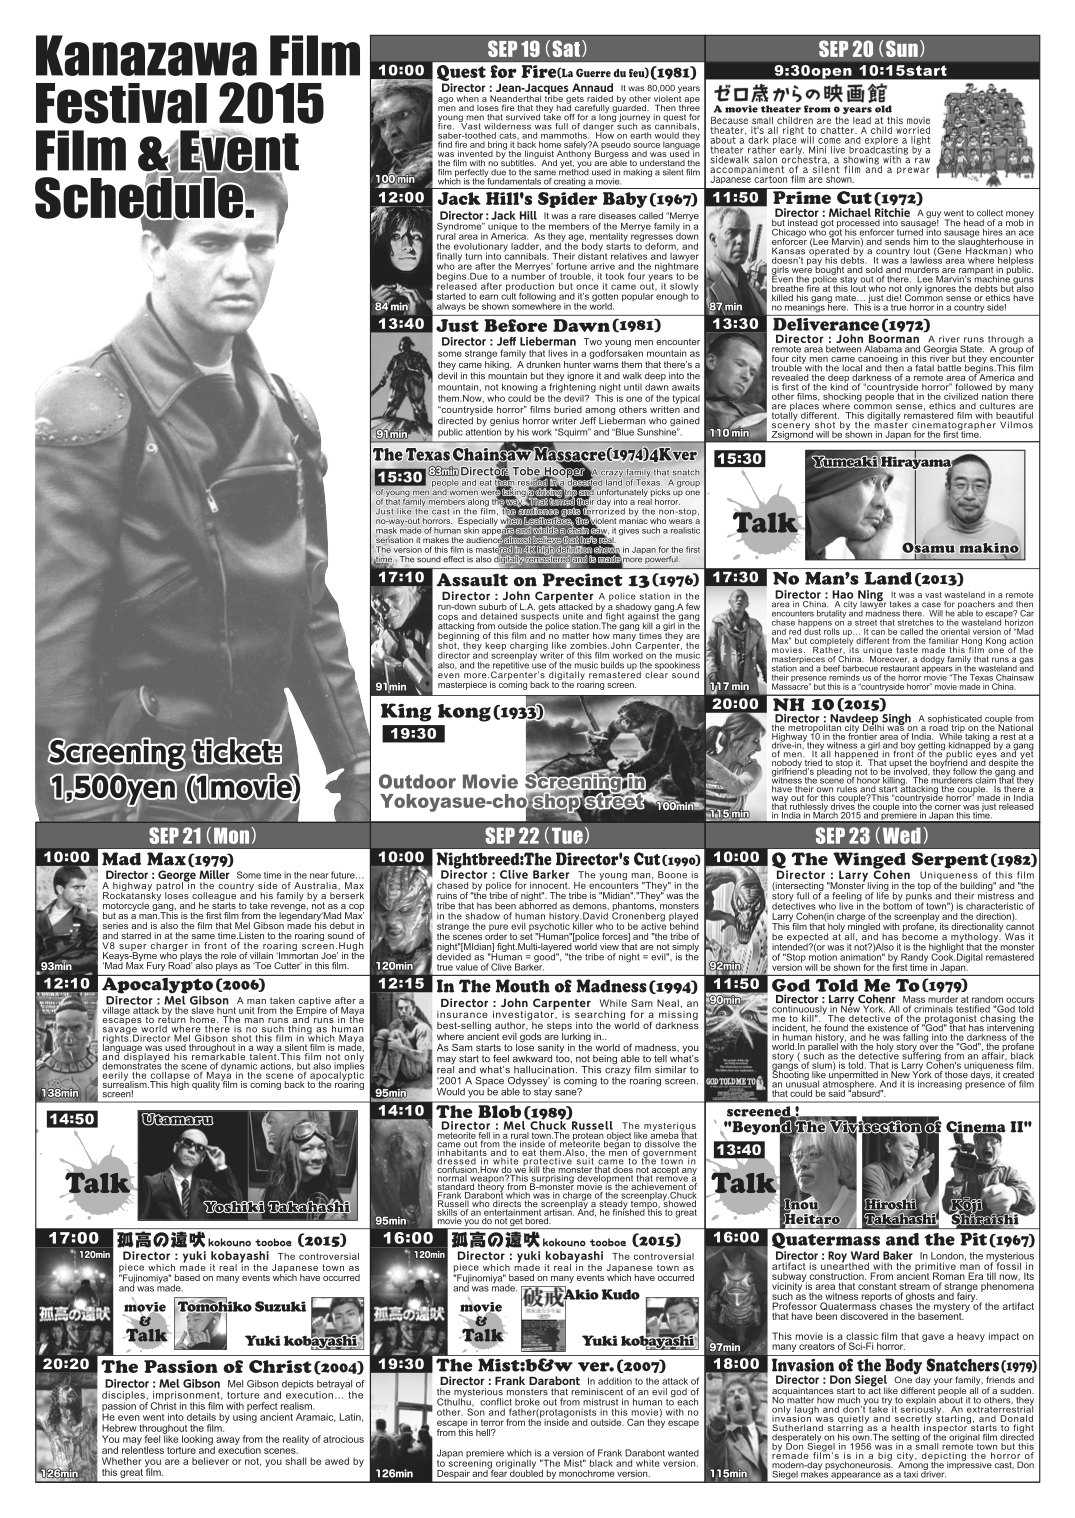 Kanazawa Film
Festival 2015
Film & Event
Schedule.
Screening ticket:
1,500yen (1movie)
SEP 19 (Sat)
10:00
Quest for Fire(La Guerre du feu)(1981)
Director : Jean-Jacques Annaud It was 80,000 years
ago when a Neanderthal tribe gets raided by other violent ape
men and loses fire that they had carefully guarded. Then three
young men that survived take off for a long journey in quest for
fire. Vast wilderness was full of danger such as cannibals,
saber-toothed cats, and mammoths. How on earth would they
find fire and bring it back home safely?A pseudo source language
was invented by the linguist Anthony Burgess and was used in
the film with no subtitles. And yet, you are able to understand the
film perfectly due to the same method used in making a silent film
which is the fundamentals of creating a movie.
100 min
12:00
Jack Hill's Spider Baby(1967)
Director : Jack Hill It was a rare diseases called “Merrye
Syndrome” unique to the members of the Merrye family in a
rural area in America. As they age, mentality regresses down
the evolutionary ladder, and the body starts to deform, and
finally turn into cannibals. Their distant relatives and lawyer
who are after the Merryes’ fortune arrive and the nightmare
begins.Due to a number of trouble, it took four years to be
released after production but once it came out, it slowly
started to earn cult following and it’s gotten popular enough to
always be shown somewhere in the world.
84 min
13:40
Just Before Dawn(1981)
Director : Jeff Lieberman Two young men encounter
some strange family that lives in a godforsaken mountain as
they came hiking. A drunken hunter warns them that there’s a
devil in this mountain but they ignore it and walk deep into the
mountain, not knowing a frightening night until dawn awaits
them.Now, who could be the devil? This is one of the typical
“countryside horror” films buried among others written and
directed by genius horror writer Jeff Lieberman who gained
public attention by his work “Squirm” and “Blue Sunshine”.
91min
The Texas Chainsaw Massacre(1974)4Kver
15:30
83min Director: Tobe Hooper A crazy family that snatch
people and eat them resided in a deserted land of Texas. A group
of young men and women were taking a driving trip and unfortunately picks up one
of that family members along the way. That turned their day into a real horror.
Just like the cast in the film, the audience gets terrorized by the non-stop,
no-way-out horrors. Especially when Leatherface, the violent maniac who wears a
mask made of human skin appears and wields a chain saw, it gives such a realistic
sensation it makes the audience almost believe that he's real.
The version of this film is mastered in 4K high definition shown in Japan for the first
time. The sound effect is also digitally remastered and is made more powerful.
17:10
Assault on Precinct 13(1976)
Director : John Carpenter A police station in the
run-down suburb of L.A. gets attacked by a shadowy gang.A few
cops and detained suspects unite and fight against the gang
attacking from outside the police station.The gang kill a girl in the
beginning of this film and no matter how many times they are
shot, they keep charging like zombies.John Carpenter, the
director and screenplay writer of this film worked on the music
also, and the repetitive use of the music builds up the spookiness
even more.Carpenter’s digitally remastered clear sound
masterpiece is coming back to the roaring screen.
91min
King kong(1933)
19:30
Outdoor Movie Screening in
Yokoyasue-cho shop street 100min
SEP 20 (Sun)
9:30open 10:15start
ゼロ歳からの映画館
A movie theater from 0 years old
Because small children are the lead at this movie
theater, it's all right to chatter. A child worried
about a dark place will come and explore a light
theater rather early. Mini live broadcasting by a
sidewalk salon orchestra, a showing with a raw
accompaniment of a silent film and a prewar
Japanese cartoon film are shown.
11:50
Prime Cut(1972)
Director : Michael Ritchie A guy went to collect money
but instead got processed into sausage! The head of a mob in
Chicago who got his enforcer turned into sausage hires an ace
enforcer (Lee Marvin) and sends him to the slaughterhouse in
Kansas operated by a country lout (Gene Hackman) who
doesn’t pay his debts. It was a lawless area where helpless
girls were bought and sold and murders are rampant in public.
Even the police stay out of there. Lee Marvin’s machine guns
breathe fire at this lout who not only ignores the debts but also
killed his gang mate… just die! Common sense or ethics have
no meanings here. This is a true horror in a country side!
87 min
13:30
Deliverance(1972)
Director : John Boorman A river runs through a
remote area between Alabama and Georgia State. A group of
four city men came canoeing in this river but they encounter
trouble with the local and then a fatal battle begins.This film
revealed the deep darkness of a remote area of America and
is first of the kind of “countryside horror” followed by many
other films, shocking people that in the civilized nation there
are places where common sense, ethics and cultures are
totally different. This digitally remastered film with beautiful
scenery shot by the master cinematographer Vilmos
Zsigmond will be shown in Japan for the first time.
110 min
15:30
Talk
Yumeaki Hirayama
Osamu makino
17:30
No Man’s Land(2013)
Director : Hao Ning It was a vast wasteland in a remote
area in China. A city lawyer takes a case for poachers and then
encounters brutality and madness there. Will he able to escape? Car
chase happens on a street that stretches to the wasteland horizon
and red dust rolls up… It can be called the oriental version of “Mad
Max” but completely different from the familiar Hong Kong action
movies. Rather, its unique taste made this film one of the
masterpieces of China. Moreover, a dodgy family that runs a gas
station and a beef barbecue restaurant appears in the wasteland and
their presence reminds us of the horror movie “The Texas Chainsaw
Massacre” but this is a “countryside horror” movie made in China.
117 min
20:00
NH 10(2015)
Director : Navdeep Singh A sophisticated couple from
the metropolitan city Delhi was on a road trip on the National
Highway 10 in the frontier area of India. While taking a rest at a
drive-in, they witness a girl and boy getting kidnapped by a gang
of men. It all happened in front of the public eyes and yet
nobody tried to stop it. That upset the boyfriend and despite the
girlfriend’s pleading not to be involved, they follow the gang and
witness the scene of honor killing. The murderers claim that they
have their own rules and start attacking the couple. Is there a
way out for this couple?This “countryside horror” made in India
that ruthlessly drives the couple into the corner was just released
in India in March 2015 and premiere in Japan this time.
115 min
SEP 21 (Mon)
10:00
Mad Max(1979)
Director : George Miller Some time in the near future…
A highway patrol in the country side of Australia, Max
Rockatansky loses colleague and his family by a berserk
motorcycle gang, and he starts to take revenge, not as a cop
but as a man.This is the first film from the legendary‘Mad Max’
series and is also the film that Mel Gibson made his debut in
and starred in at the same time.Listen to the roaring sound of
V8 super charger in front of the roaring screen.Hugh
Keays-Byrne who plays the role of villain ‘Immortan Joe’ in the
‘Mad Max Fury Road’ also plays as ‘Toe Cutter’ in this film.
93min
12:10
Apocalypto(2006)
Director : Mel Gibson A man taken captive after a
village attack by the slave hunt unit from the Empire of Maya
escapes to return home. The man runs and runs in the
savage world where there is no such thing as human
rights.Director Mel Gibson shot this film in which Maya
language was used throughout in a way a silent film is made,
and displayed his remarkable talent.This film not only
demonstrates the scene of dynamic actions, but also implies
eerily the collapse of Maya in the scene of apocalyptic
surrealism.This high quality film is coming back to the roaring
screen!
138min
14:50
Talk
Utamaru
Yoshiki Takahashi
17:00
120min
孤高の遠吠 kokouno tooboe (2015)
Director : yuki kobayashi The controversial
piece which made it real in the Japanese town as
"Fujinomiya" based on many events which have occurred
and was made.
孤高の遠吠
movie
&
Talk
Tomohiko Suzuki
Yuki kobayashi
20:20
The Passion of Christ(2004)
Director : Mel Gibson Mel Gibson depicts betrayal of
disciples, imprisonment, torture and execution… the
passion of Christ in this film with perfect realism.
He even went into details by using ancient Aramaic, Latin,
Hebrew throughout the film.
You may feel like looking away from the reality of atrocious
and relentless torture and execution scenes.
Whether you are a believer or not, you shall be awed by
this great film.
126min
SEP 22 (Tue)
10:00
Nightbreed:The Director's Cut(1990)
Director : Clive Barker The young man, Boone is
chased by police for innocent. He encounters "They" in the
ruins of "the tribe of night". The tribe is "Midian"."They" was the
tribe that has been abhorred as demons, phantoms, monsters
in the shadow of human history.David Cronenberg played
strange the pure evil psychotic killer who to be active behind
the scenes order to set "Human"[police forces] and "the tribe of
night"[MIdian] fight.Multi-layered world view that are not simply
devided as "Human = good", "the tribe of night = evil", is the
true value of Clive Barker.
120min
12:15
In The Mouth of Madness(1994)
Director : John Carpenter While Sam Neal, an
insurance investigator, is searching for a missing
best-selling author, he steps into the world of darkness
where ancient evil gods are lurking in..
As Sam starts to lose sanity in the world of madness, you
may start to feel awkward too, not being able to tell what’s
real and what’s hallucination. This crazy film similar to
‘2001 A Space Odyssey’ is coming to the roaring screen.
Would you be able to stay sane?
95min
14:10
The Blob(1989)
Director : Mel Chuck Russell The mysterious
meteorite fell in a rural town.The protean object like ameba that
came out from the inside of meteorite began to dissolve the
inhabitants and to eat them.Also, the men of government
dressed in white protective suit came to the town in
confusion.How do we kill the monster that does not accept any
normal weapon?This surprising development that remove a
standard theory from B-monster movie is the achievement of
Frank Darabont which was in charge of the screenplay.Chuck
Russell who directs the screenplay a steady tempo, showed
skills of an entertainment artisan. And, he finished this to great
movie you do not get bored.
95min
16:00
120min
孤高の遠吠 kokouno tooboe (2015)
Director : yuki kobayashi The controversial
piece which made it real in the Japanese town as
"Fujinomiya" based on many events which have occurred
and was made.
孤高の遠吠
movie
&
Talk
破戒
Akio Kudo
Yuki kobayashi
19:30
The Mist:b&w ver.(2007)
Director : Frank Darabont In addition to the attack of
the mysterious monsters that reminiscent of an evil god of
Cthulhu, conflict broke out from mistrust in human to each
other. Son and father(protagonists in this movie) with no
escape in terror from the inside and outside. Can they escape
from this hell?
Japan premiere which is a version of Frank Darabont wanted
to screening originally "The Mist" black and white version.
Despair and fear doubled by monochrome version.
126min
SEP 23 (Wed)
10:00
Q The Winged Serpent(1982)
Director : Larry Cohen Uniqueness of this film
(intersecting "Monster living in the top of the building" and "the
story full of a feeling of life by punks and their mistress and
detectives who live in the bottom of town") is characteristic of
Larry Cohen(in charge of the screenplay and the direction).
This film that holy mingled with profane, its directionality cannot
be expected at all, and has become a mythology. Was it
intended?(or was it not?)Also it is the highlight that the monster
of "Stop motion animation" by Randy Cook.Digital remastered
version will be shown for the first time in Japan.
92min
11:50
90min
God Told Me To(1979)
Director : Larry Cohenr Mass murder at random occurs
continuously in New York. All of criminals testified "God told
me to kill". The detective of the protagonist chasing the
incident, he found the existence of "God" that has intervening
in human history, and he was falling into the darkness of the
world.In parallel with the holy story over the "God", the profane
story ( such as the detective suffering from an affair, black
gangs of slum) is told. That is Larry Cohen's uniqueness film.
Shooting like unpermitted in New York of those days, it created
an unusual atmosphere. And it is increasing presence of film
that could be said "absurd".
GOD TOLD ME TO
screened !
"Beyond The Vivisection of Cinema II"
13:40
Talk
Inou
Heitaro
Hiroshi
Takahashi
Kōji
Shiraishi
16:00
Quatermass and the Pit(1967)
Director : Roy Ward Baker In London, the mysterious
artifact is unearthed with the primitive man of fossil in
subway construction. From ancient Roman Era till now, Its
vicinity is area that constant stream of strange phenomena
such as the witness reports of ghosts and fairy.
Professor Quatermass chases the mystery of the artifact
that have been discovered in the basement.
This movie is a classic film that gave a heavy impact on
many creators of Sci-Fi horror.
97min
18:00
Invasion of the Body Snatchers(1979)
Director : Don Siegel One day your family, friends and
acquaintances start to act like different people all of a sudden.
No matter how much you try to explain about it to others, they
only laugh and don't take it seriously. An extraterrestrial
invasion was quietly and secretly starting, and Donald
Sutherland starring as a health inspector starts to fight
desperately on his own.The setting of the original film directed
by Don Siegel in 1956 was in a small remote town but this
remade film's is in a big city, depicting the horror of
modern-day psychoneurosis. Among the impressive cast, Don
Siegel makes appearance as a taxi driver.
115min